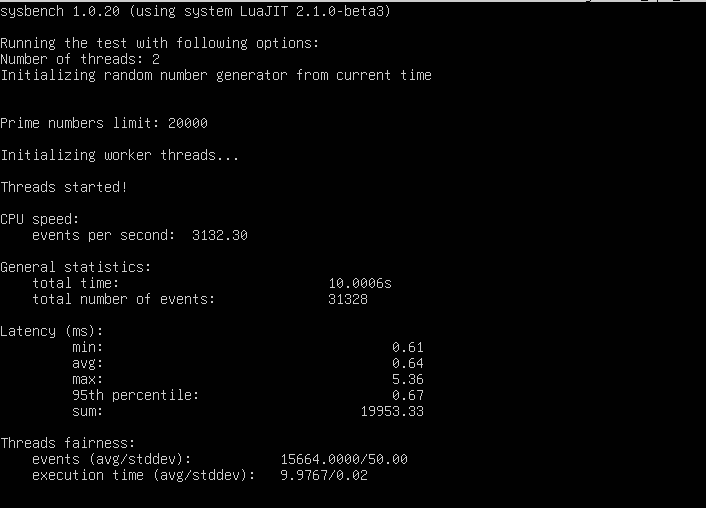 sysbench 1.0.20 (using system LuaJIT 2.1.0-beta3)
Running the test with following options:
Number of threads: 2
Initializing random number generator from current time
Prime numbers limit: 20000
Initializing worker threads...
Threads started!
CPU speed:
events per second: 3132.30
General statistics:
total time: 10.0006s
total number of events: 31328
Latency (ms):
min: 0.61
avg: 0.64
max: 5.36
95th percentile: 0.67
sum: 19953.33
Threads fairness:
events (avg/stddev): 15664.0000/50.00
execution time (avg/stddev): 9.9767/0.02